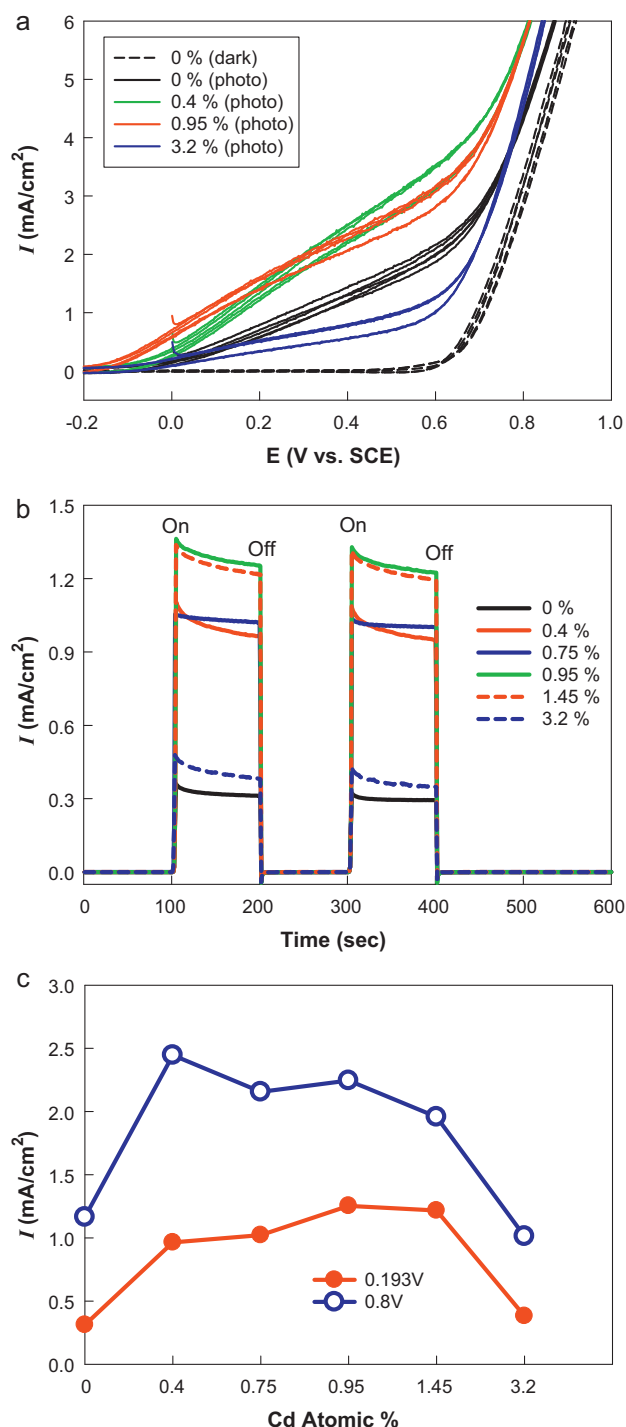 a
6
5
4
3
2
1
0
I (mA/cm²)
0 % (dark)
0 % (photo)
0.4 % (photo)
0.95 % (photo)
3.2 % (photo)
-0.2 0.0 0.2 0.4 0.6 0.8 1.0
E (V vs. SCE)
b
1.5
1.2
0.9
0.6
0.3
0.0
I (mA/cm²)
On Off On Off
0 %
0.4 %
0.75 %
0.95 %
1.45 %
3.2 %
0 100 200 300 400 500 600
Time (sec)
c
3.0
2.5
2.0
1.5
1.0
0.5
0.0
I (mA/cm²)
0.193V
0.8V
0 0.4 0.75 0.95 1.45 3.2
Cd Atomic %